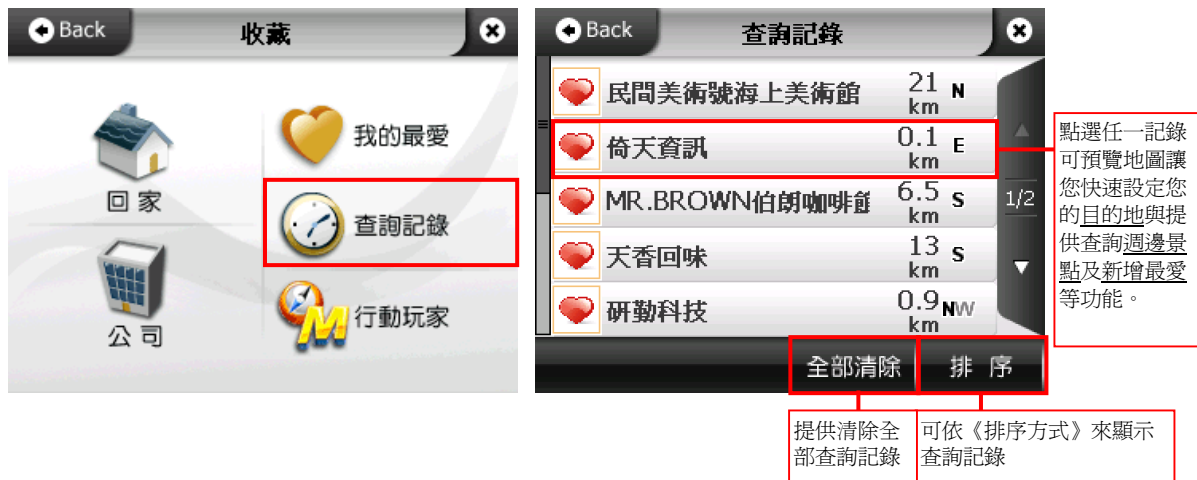 Back
收藏
回家
公司
我的最愛
查詢記錄
行動玩家
Back
查詢記錄
民間美術號海上美術館
21 km
N
倚天資訊
0.1 km
E
MR.BROWN伯朗咖啡館
6.5 km
S
天香回味
13 km
S
研勤科技
0.9 km
NW
1/2
全部清除
排 序
點選任一記錄
可預覽地圖讓
您快速設定您
的目的地與提
供查詢週邊景
點及新增最愛
等功能。
提供清除全
部查詢記錄
可依《排序方式》來顯示
查詢記錄